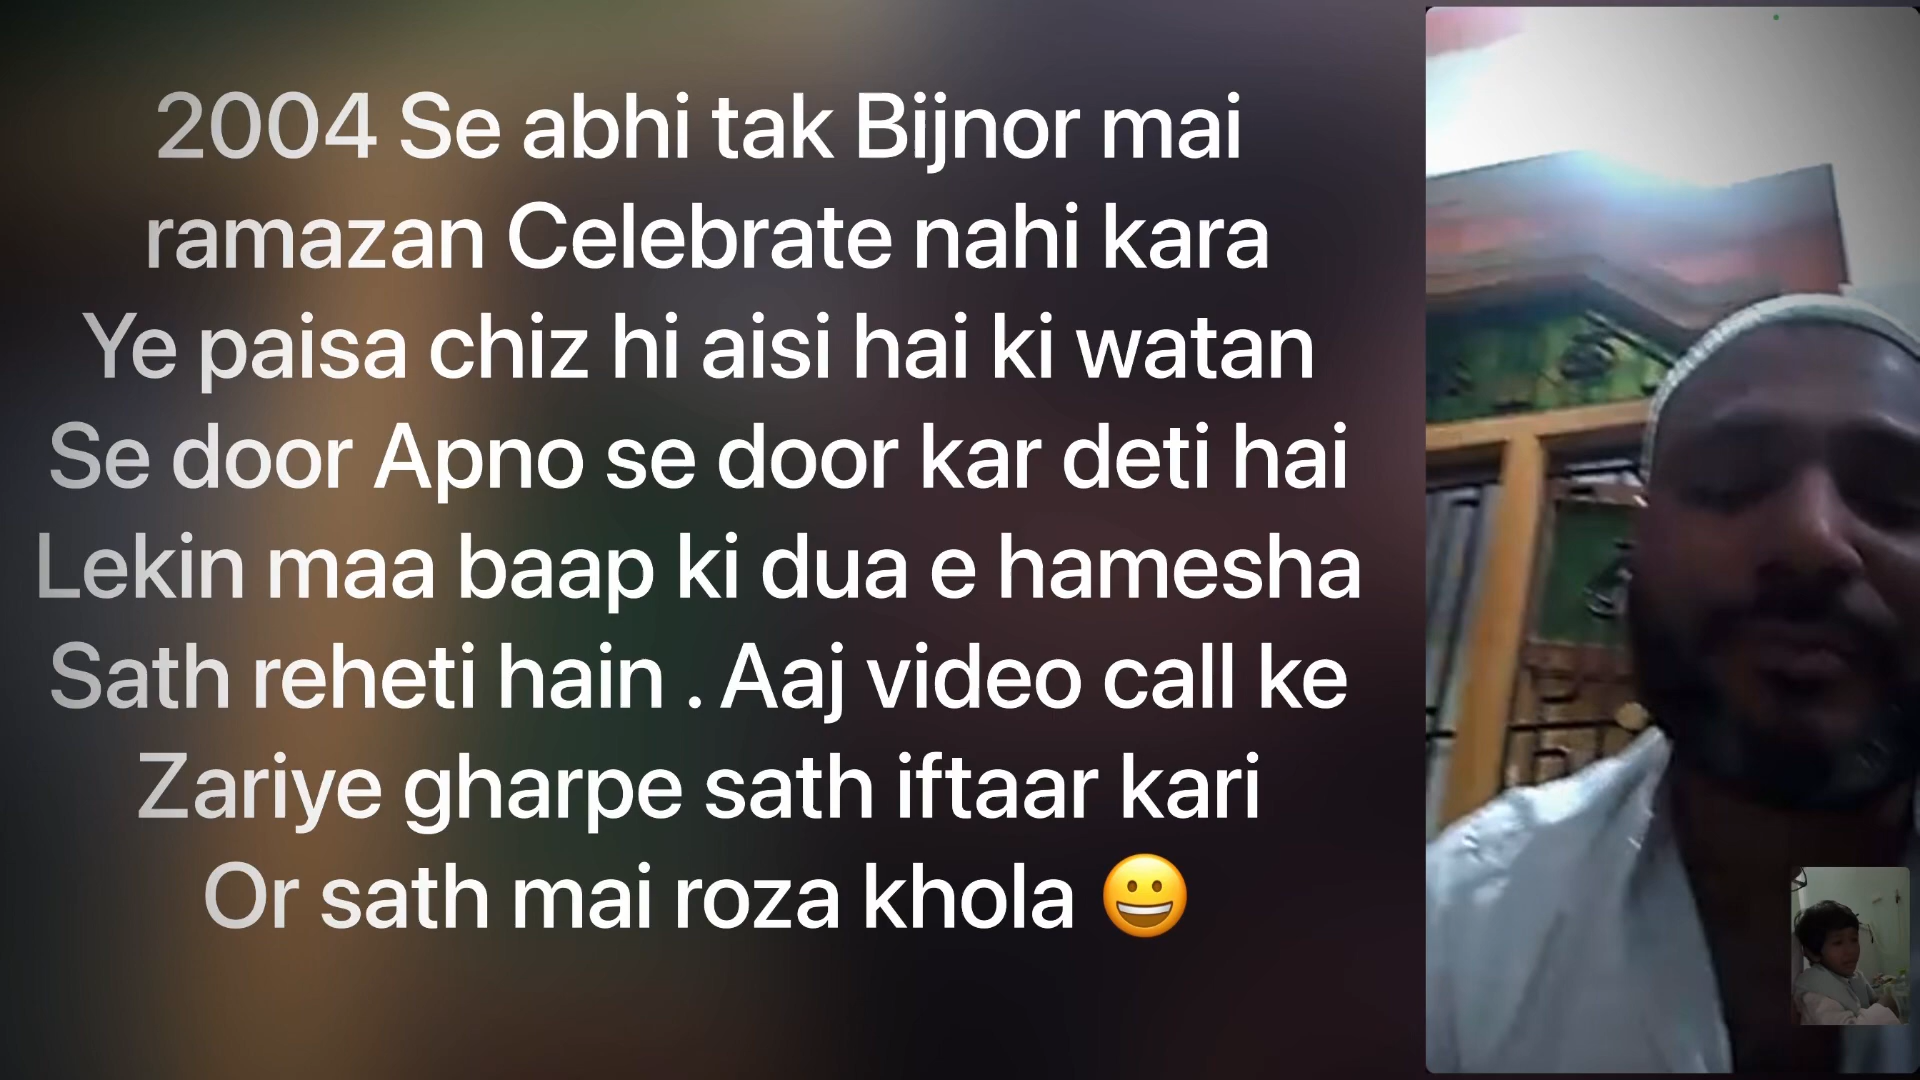 2004 Se abhi tak Bijnor mai
ramazan Celebrate nahi kara
Ye paisa chiz hi aisi hai ki watan
Se door Apno se door kar deti hai
Lekin maa baap ki dua e hamesha
Sath reheti hain . Aaj video call ke
Zariye gharpe sath iftaar kari
Or sath mai roza khola 😀